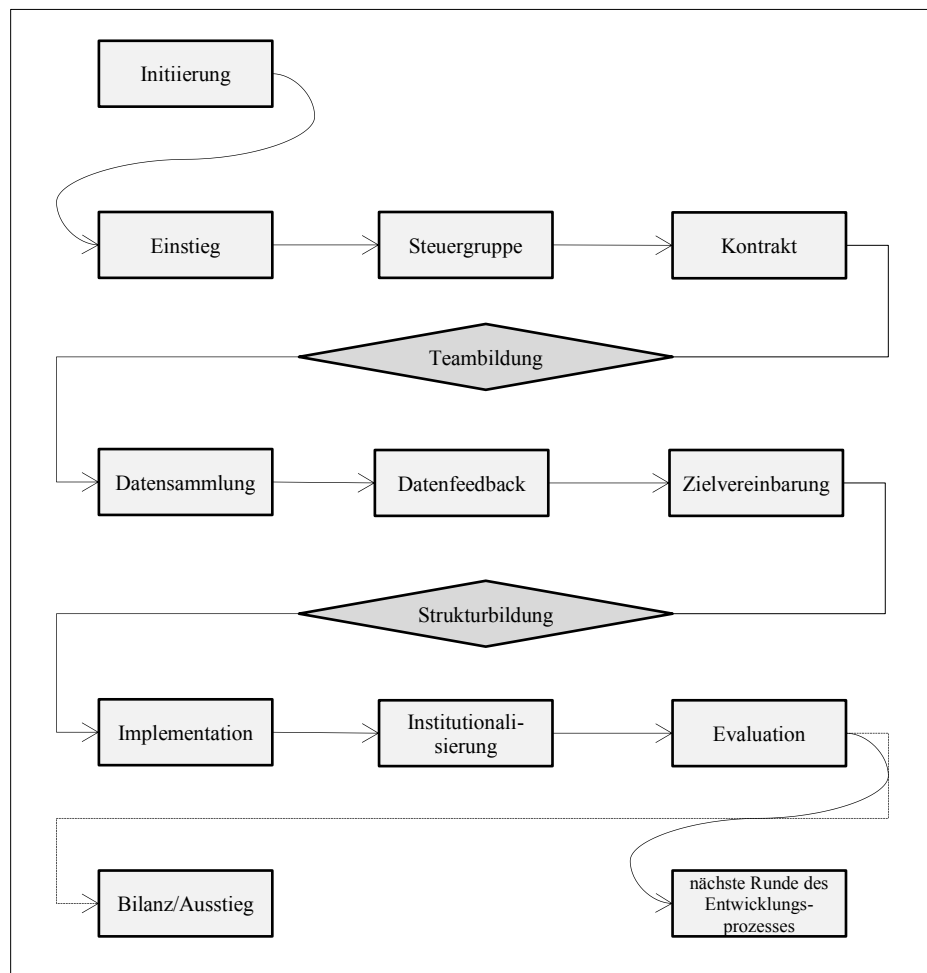 Initiierung
Einstieg
Steuergruppe
Kontrakt
Teambildung
Datensammlung
Datenfeedback
Zielvereinbarung
Strukturbildung
Implementation
Institutionali-
sierung
Evaluation
Bilanz/Ausstieg
nächste Runde des
Entwicklungs-
prozesses